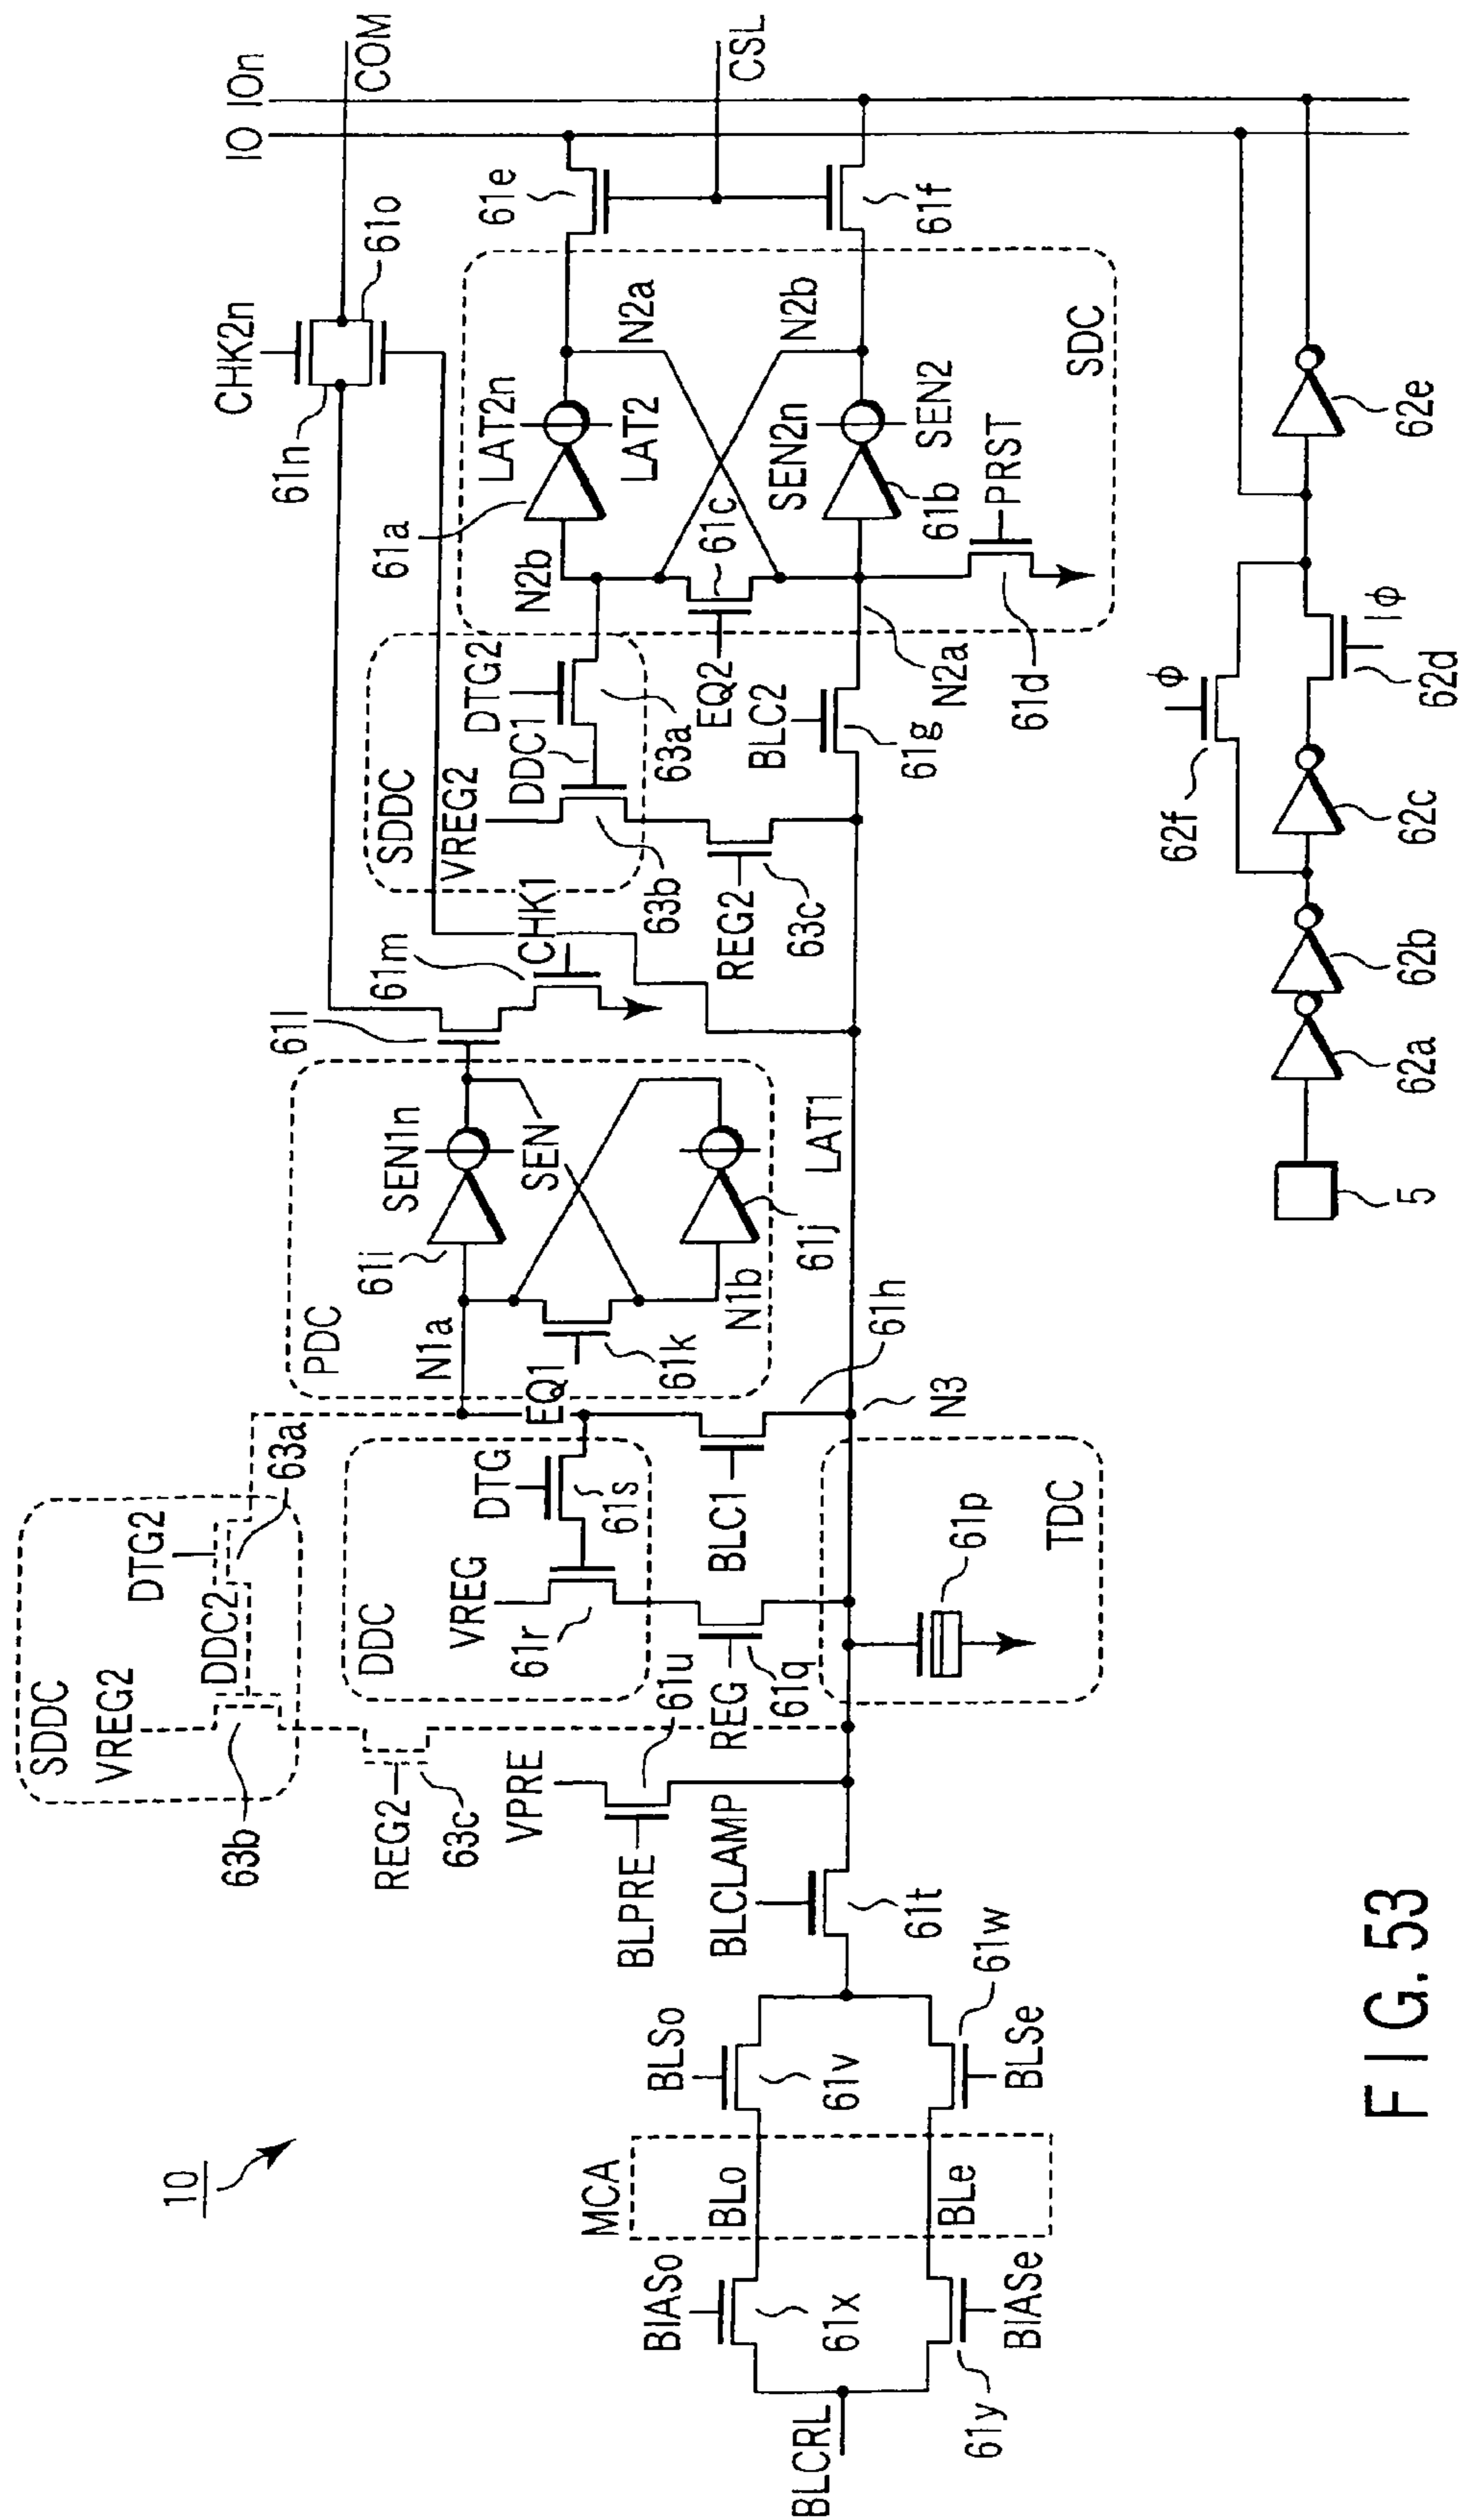 10
BLCRL
BIASo
61x
BIASe
61y
MCA
BLo
BLe
BLSo
61v
BLSe
61w
BLCLAMP
61t
BLPRE
VPRE
61u
SDDC
VREG2
63b
DDC2
DTG2
63a
REG2
63c
DDC
VREG
61r
DTG
61s
REG
61q
BLC1
61h
N3
TDC
61p
PDC
N1a
EQ1
61k
N1b
61i
SEN1n
SEN
61j
LAT1
61l
61m
CHK1
SDDC
VREG2
DDC1
DTG2
63a
63b
REG2
63c
BLC2
61g
EQ2
61c
N2b
N2a
61a
LAT2n
LAT2
N2a
N2b
SEN2n
SEN2
61b
PRST
61d
SDC
61n
CHK2n
61o
COM
IO
IOn
61e
61f
CSL
5
62a
62b
62c
62f
φ
62d
Iφ
62e
FIG. 53